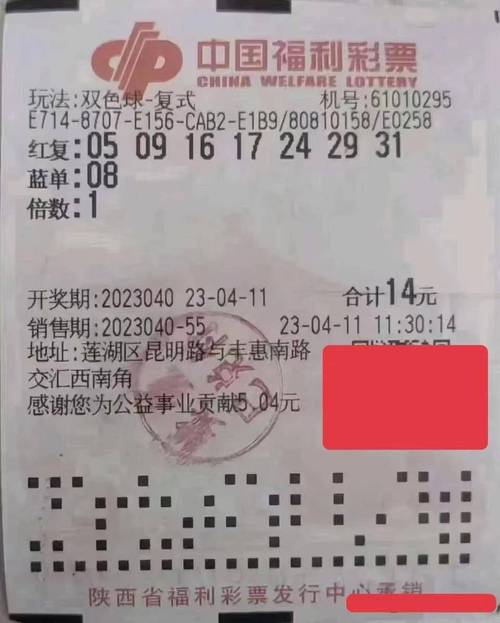 中国福利彩票
CHINA WELFARE LOTTERY
玩法:双色球-复式 机号:61010295
E714-8707-E156-CAB2-E1B9/80810158/E0258
红复:05 09 16 17 24 29 31
蓝单:08
倍数:1
开奖期:2023040 23-04-11 合计14元
销售期:2023040-55 23-04-11 11:30:14
地址:莲湖区昆明路与丰惠南路
交汇西南角
感谢您为公益事业贡献5.04元
陕西省福利彩票发行中心承销